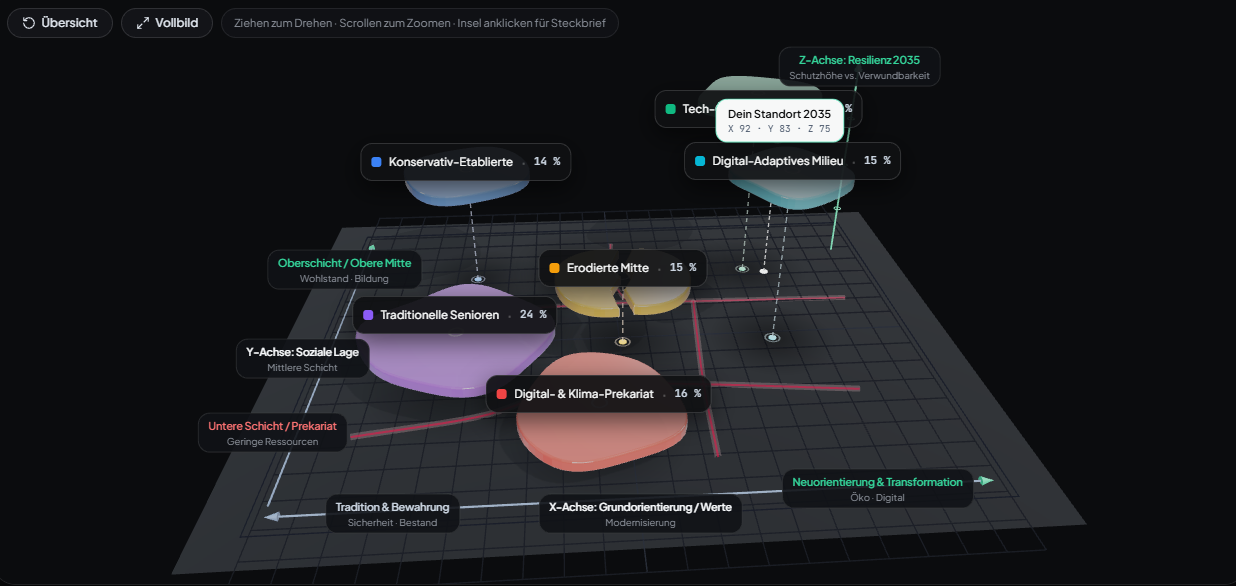 Übersicht
Vollbild
Ziehen zum Drehen · Scrollen zum Zoomen · Insel anklicken für Steckbrief
Z-Achse: Resilienz 2035
Schutzhöhe vs. Verwundbarkeit
Tech-
%
Dein Standort 2035
X 92 · Y 83 · Z 75
Konservativ-Etablierte · 14 %
Digital-Adaptives Milieu · 15 %
Oberschicht / Obere Mitte
Wohlstand · Bildung
Erodierte Mitte · 15 %
Traditionelle Senioren · 24 %
Y-Achse: Soziale Lage
Mittlere Schicht
Digital- & Klima-Prekariat · 16 %
Untere Schicht / Prekariat
Geringe Ressourcen
Neuorientierung & Transformation
Öko · Digital
Tradition & Bewahrung
Sicherheit · Bestand
X-Achse: Grundorientierung / Werte
Modernisierung